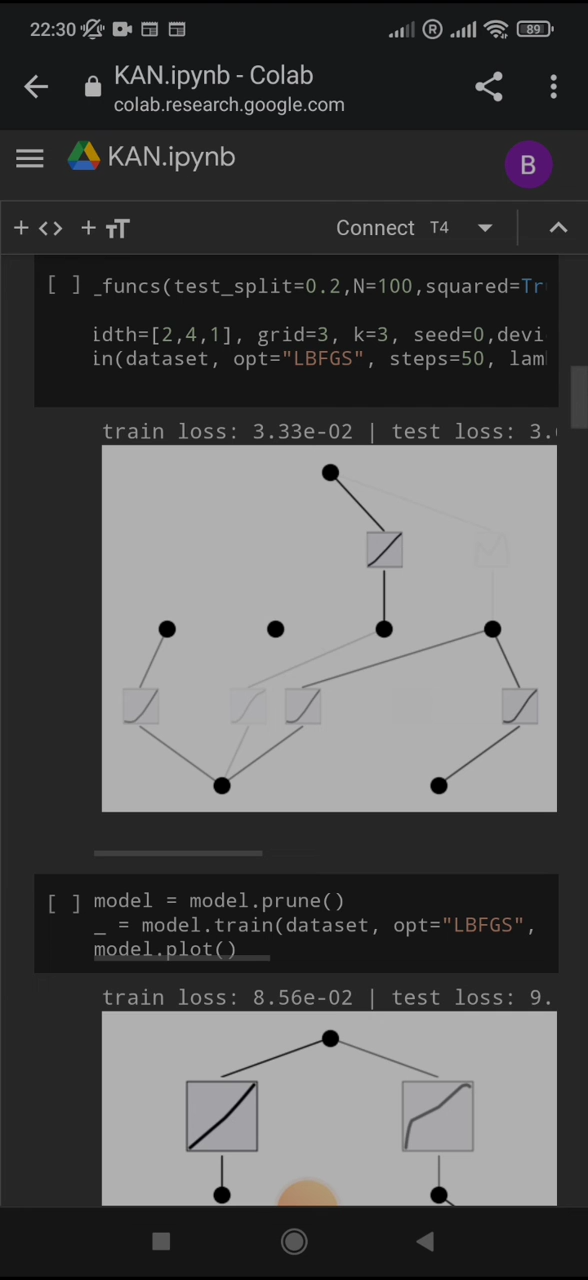 22:30 R 89
KAN.ipynb - Colab
colab.research.google.com
KAN.ipynb B
+ <> + TT Connect T4
[ ] _funcs(test_split=0.2,N=100,squared=Tr
idth=[2,4,1], grid=3, k=3, seed=0,devi
in(dataset, opt="LBFGS", steps=50, lam
train loss: 3.33e-02 | test loss: 3.
[ ] model = model.prune()
_ = model.train(dataset, opt="LBFGS",
model.plot()
train loss: 8.56e-02 | test loss: 9.